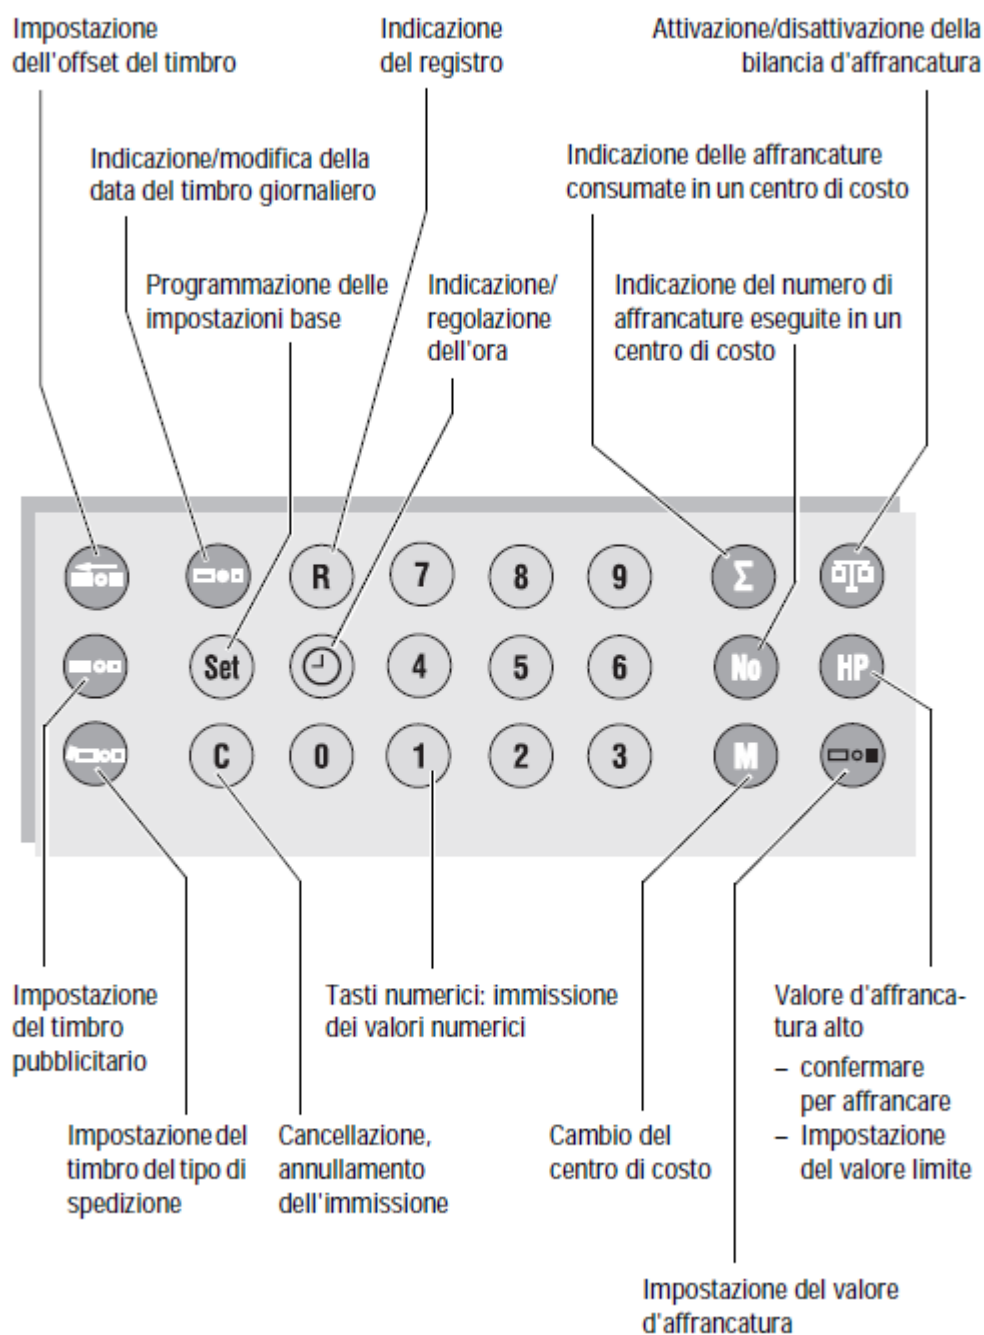 Impostazione
dell'offset del timbro
Indicazione
del registro
Attivazione/disattivazione della
bilancia d'affrancatura
Indicazione/modifica della
data del timbro giornaliero
Indicazione delle affrancature
consumate in un centro di costo
Programmazione delle
impostazioni base
Indicazione/
regolazione
dell'ora
Indicazione del numero di
affrancature eseguite in un
centro di costo
R 7 8 9 Σ
Set 4 5 6 No HP
C 0 1 2 3 M
Impostazione
del timbro
pubblicitario
Tasti numerici: immissione
dei valori numerici
Valore d'affranca-
tura alto
– confermare
per affrancare
– Impostazione
del valore limite
Impostazione del
timbro del tipo di
spedizione
Cancellazione,
annullamento
dell'immissione
Cambio del
centro di costo
Impostazione del valore
d'affrancatura